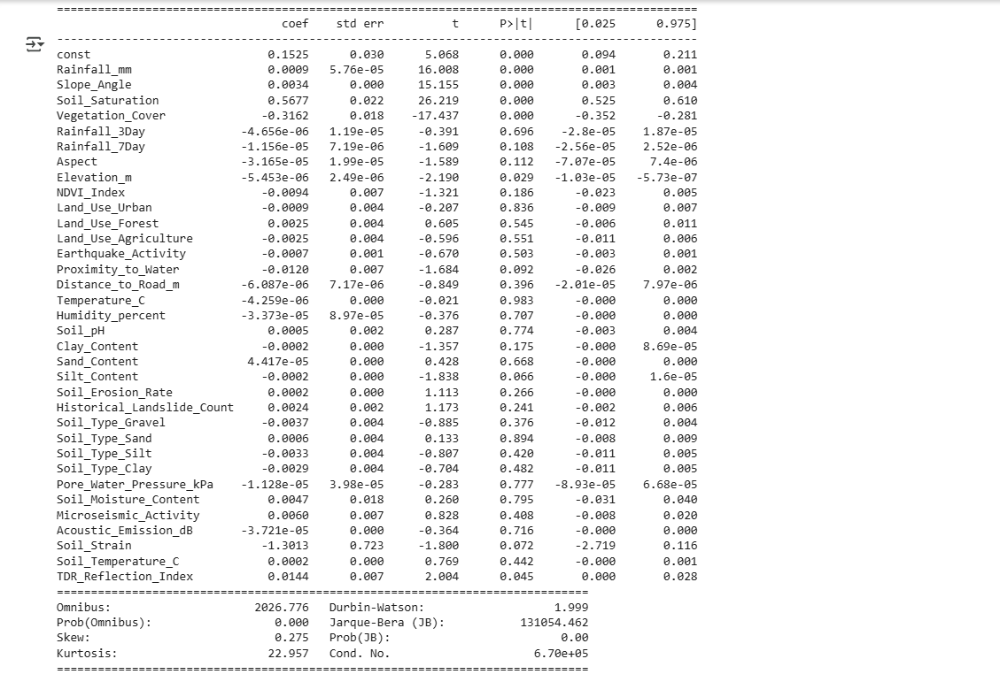 ==============================================================================================
coef std err t P>|t| [0.025 0.975]
----------------------------------------------------------------------------------------------
const 0.1525 0.030 5.068 0.000 0.094 0.211
Rainfall_mm 0.0009 5.76e-05 16.008 0.000 0.001 0.001
Slope_Angle 0.0034 0.000 15.155 0.000 0.003 0.004
Soil_Saturation 0.5677 0.022 26.219 0.000 0.525 0.610
Vegetation_Cover -0.3162 0.018 -17.437 0.000 -0.352 -0.281
Rainfall_3Day -4.656e-06 1.19e-05 -0.391 0.696 -2.8e-05 1.87e-05
Rainfall_7Day -1.156e-05 7.19e-06 -1.609 0.108 -2.56e-05 2.52e-06
Aspect -3.165e-05 1.99e-05 -1.589 0.112 -7.07e-05 7.4e-06
Elevation_m -5.453e-06 2.49e-06 -2.190 0.029 -1.03e-05 -5.73e-07
NDVI_Index -0.0094 0.007 -1.321 0.186 -0.023 0.005
Land_Use_Urban -0.0009 0.004 -0.207 0.836 -0.009 0.007
Land_Use_Forest 0.0025 0.004 0.605 0.545 -0.006 0.011
Land_Use_Agriculture -0.0025 0.004 -0.596 0.551 -0.011 0.006
Earthquake_Activity -0.0007 0.001 -0.670 0.503 -0.003 0.001
Proximity_to_Water -0.0120 0.007 -1.684 0.092 -0.026 0.002
Distance_to_Road_m -6.087e-06 7.17e-06 -0.849 0.396 -2.01e-05 7.97e-06
Temperature_C -4.259e-06 0.000 -0.021 0.983 -0.000 0.000
Humidity_percent -3.373e-05 8.97e-05 -0.376 0.707 -0.000 0.000
Soil_pH 0.0005 0.002 0.287 0.774 -0.003 0.004
Clay_Content -0.0002 0.000 -1.357 0.175 -0.000 8.69e-05
Sand_Content 4.417e-05 0.000 0.428 0.668 -0.000 0.000
Silt_Content -0.0002 0.000 -1.838 0.066 -0.000 1.6e-05
Soil_Erosion_Rate 0.0002 0.000 1.113 0.266 -0.000 0.000
Historical_Landslide_Count 0.0024 0.002 1.173 0.241 -0.002 0.006
Soil_Type_Gravel -0.0037 0.004 -0.885 0.376 -0.012 0.004
Soil_Type_Sand 0.0006 0.004 0.133 0.894 -0.008 0.009
Soil_Type_Silt -0.0033 0.004 -0.807 0.420 -0.011 0.005
Soil_Type_Clay -0.0029 0.004 -0.704 0.482 -0.011 0.005
Pore_Water_Pressure_kPa -1.128e-05 3.98e-05 -0.283 0.777 -8.93e-05 6.68e-05
Soil_Moisture_Content 0.0047 0.018 0.260 0.795 -0.031 0.040
Microseismic_Activity 0.0060 0.007 0.828 0.408 -0.008 0.020
Acoustic_Emission_dB -3.721e-05 0.000 -0.364 0.716 -0.000 0.000
Soil_Strain -1.3013 0.723 -1.800 0.072 -2.719 0.116
Soil_Temperature_C 0.0002 0.000 0.769 0.442 -0.000 0.001
TDR_Reflection_Index 0.0144 0.007 2.004 0.045 0.000 0.028
==============================================================================
Omnibus: 2026.776 Durbin-Watson: 1.999
Prob(Omnibus): 0.000 Jarque-Bera (JB): 131054.462
Skew: 0.275 Prob(JB): 0.00
Kurtosis: 22.957 Cond. No. 6.70e+05
==============================================================================